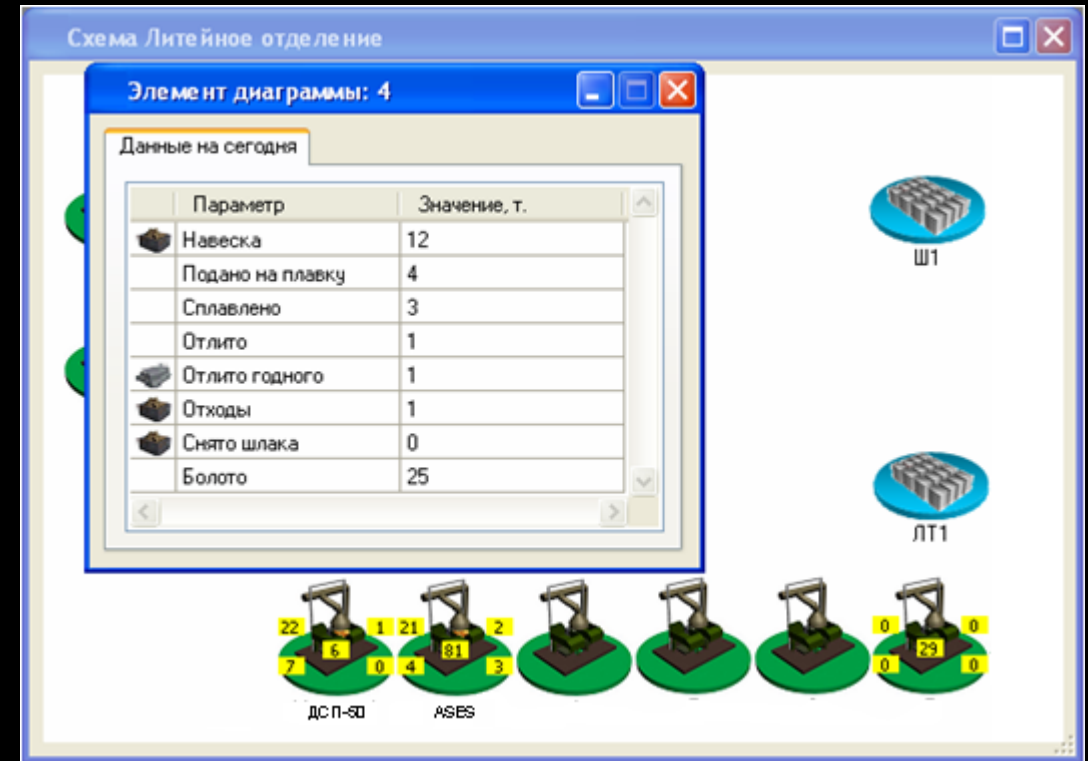 Схема Литейное отделение
Элемент диаграммы: 4
Данные на сегодня
Параметр Значение, т.
Навеска 12
Подано на плавку 4
Сплавлено 3
Отлито 1
Отлито годного 1
Отходы 1
Снято шлака 0
Болото 25
Ш1
ЛТ1
22 1 21 2 0 0
6 81 29
7 0 4 3 0 0
ДСП-50 ASES